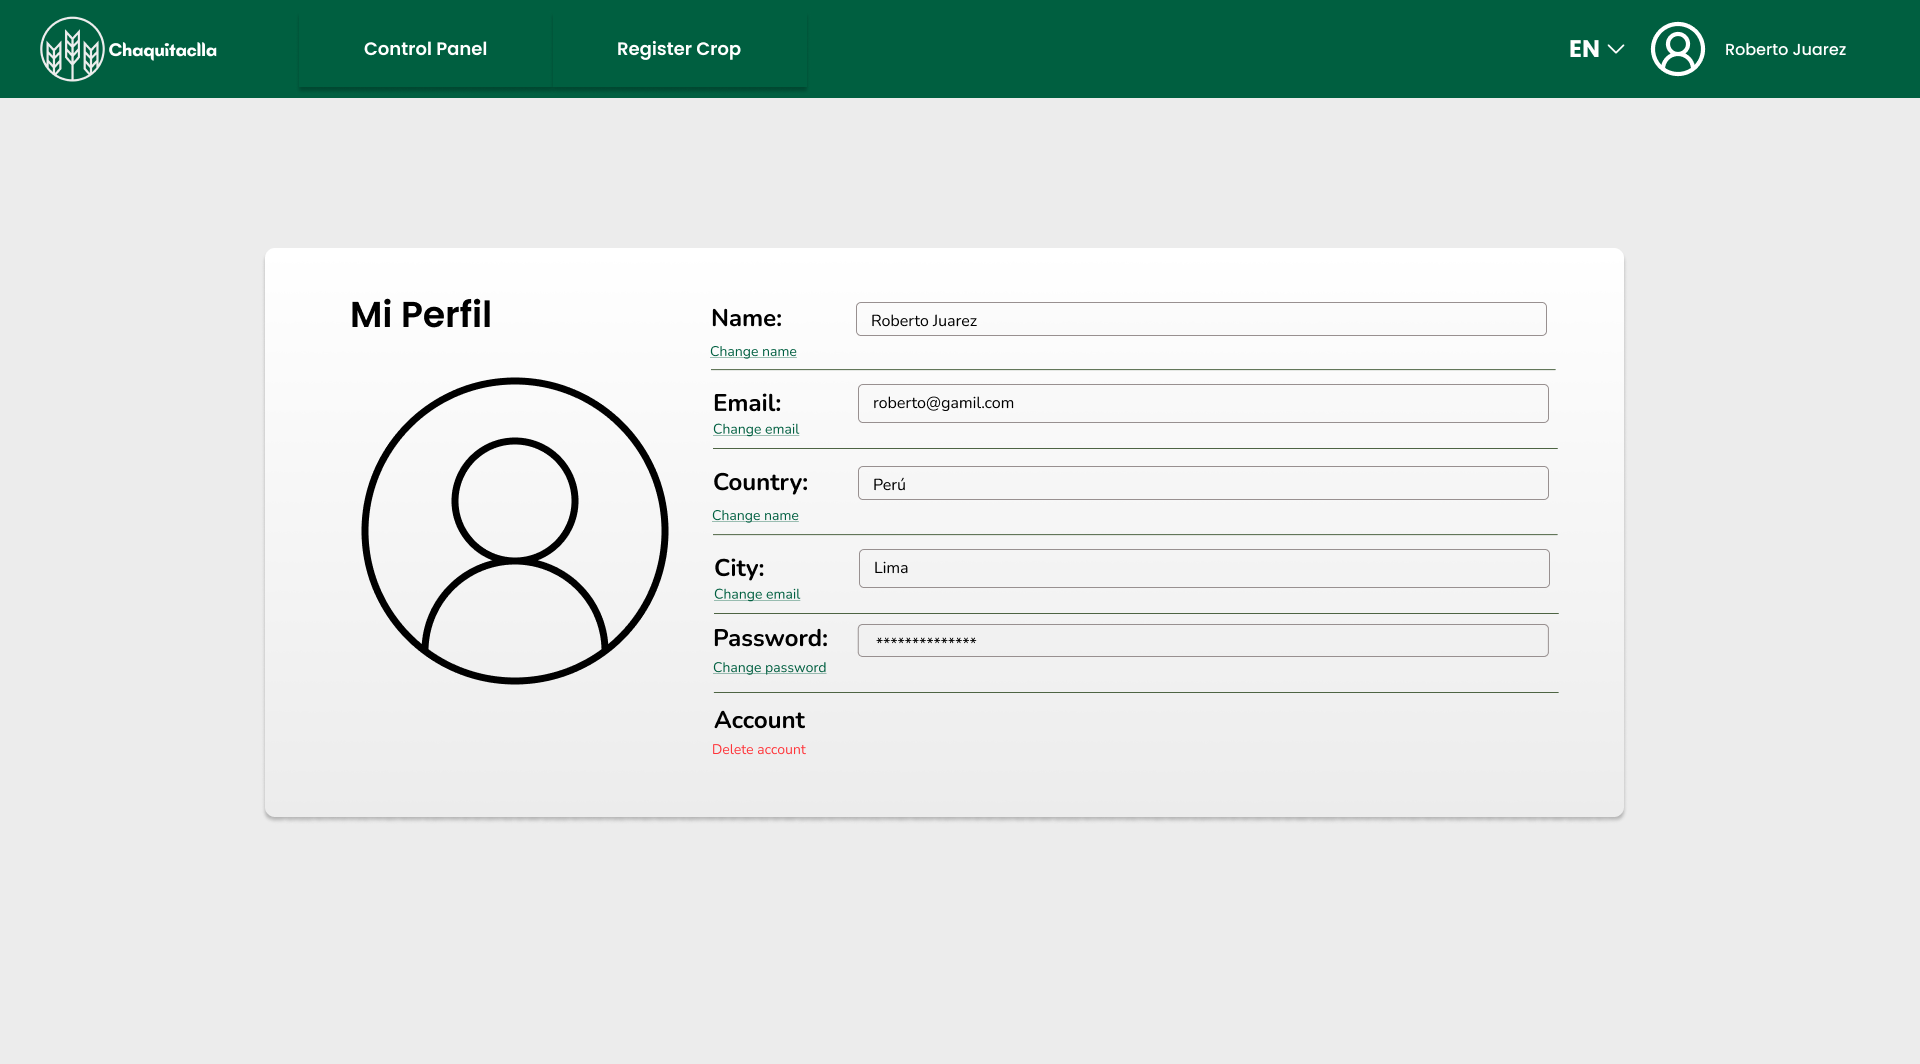 Chaquitaclla
Control Panel
Register Crop
EN
Roberto Juarez
Mi Perfil
Name:
Roberto Juarez
Change name
Email:
roberto@gamil.com
Change email
Country:
Perú
Change name
City:
Lima
Change email
Password:
**************
Change password
Account
Delete account